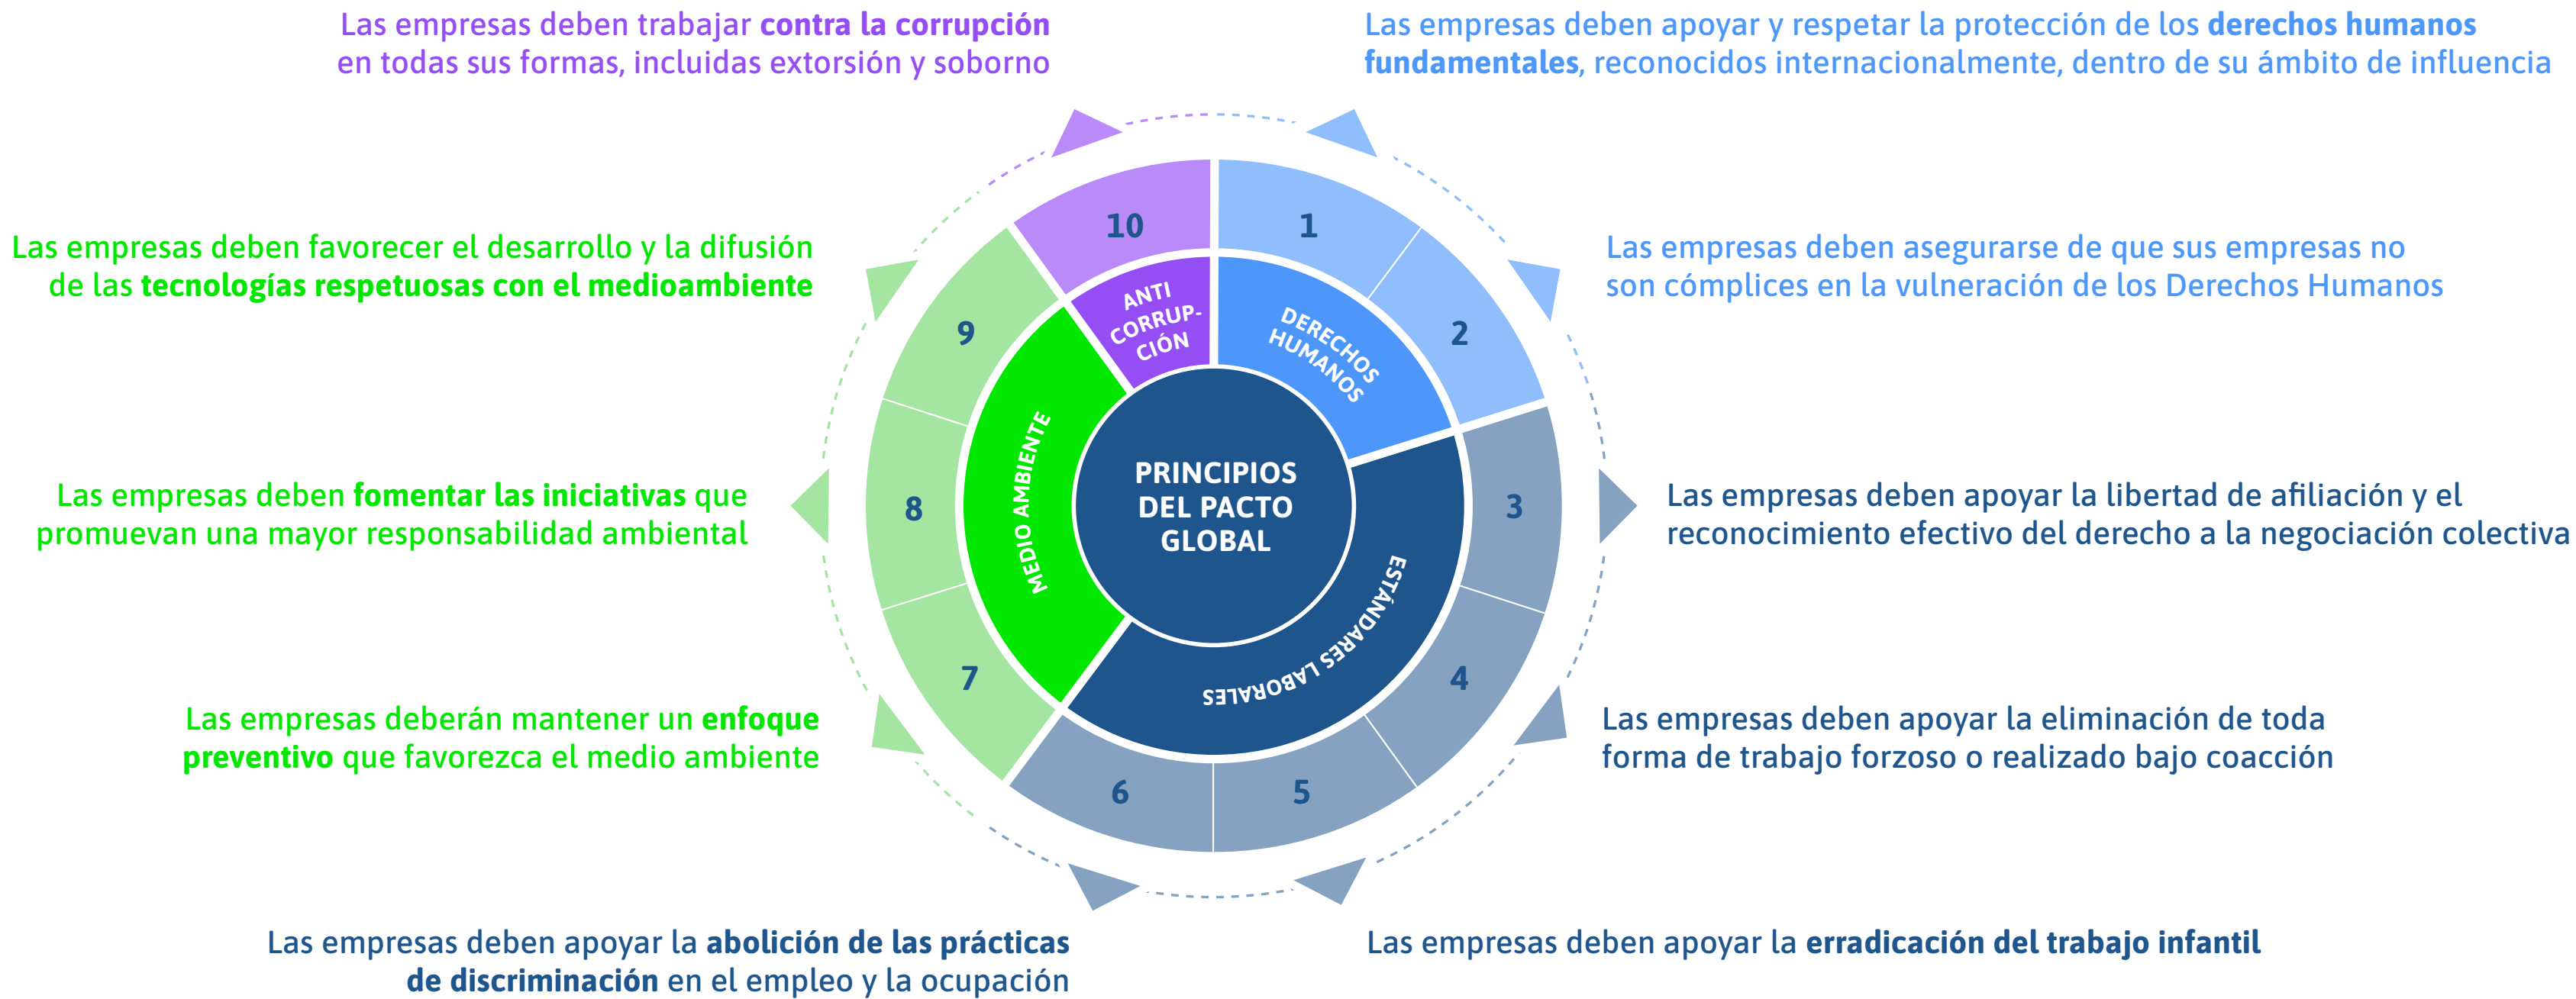 Las empresas deben trabajar contra la corrupción
en todas sus formas, incluidas extorsión y soborno
Las empresas deben apoyar y respetar la protección de los derechos humanos
fundamentales, reconocidos internacionalmente, dentro de su ámbito de influencia
Las empresas deben favorecer el desarrollo y la difusión
de las tecnologías respetuosas con el medioambiente
Las empresas deben asegurarse de que sus empresas no
son cómplices en la vulneración de los Derechos Humanos
Las empresas deben fomentar las iniciativas que
promuevan una mayor responsabilidad ambiental
Las empresas deben apoyar la libertad de afiliación y el
reconocimiento efectivo del derecho a la negociación colectiva
Las empresas deberán mantener un enfoque
preventivo que favorezca el medio ambiente
Las empresas deben apoyar la eliminación de toda
forma de trabajo forzoso o realizado bajo coacción
Las empresas deben apoyar la abolición de las prácticas
de discriminación en el empleo y la ocupación
Las empresas deben apoyar la erradicación del trabajo infantil
10
1
9
2
8
3
7
4
6
5
ANTI
CORRUP-
CIÓN
DERECHOS
HUMANOS
MEDIO AMBIENTE
PRINCIPIOS
DEL PACTO
GLOBAL
ESTÁNDARES LABORALES